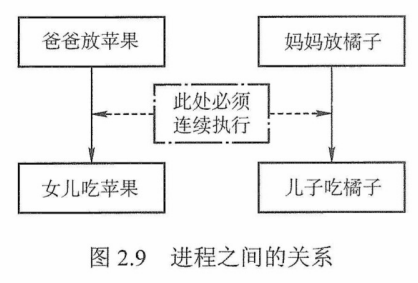 爸爸放苹果
妈妈放橘子
此处必须
连续执行
女儿吃苹果
儿子吃橘子
图 2.9 进程之间的关系